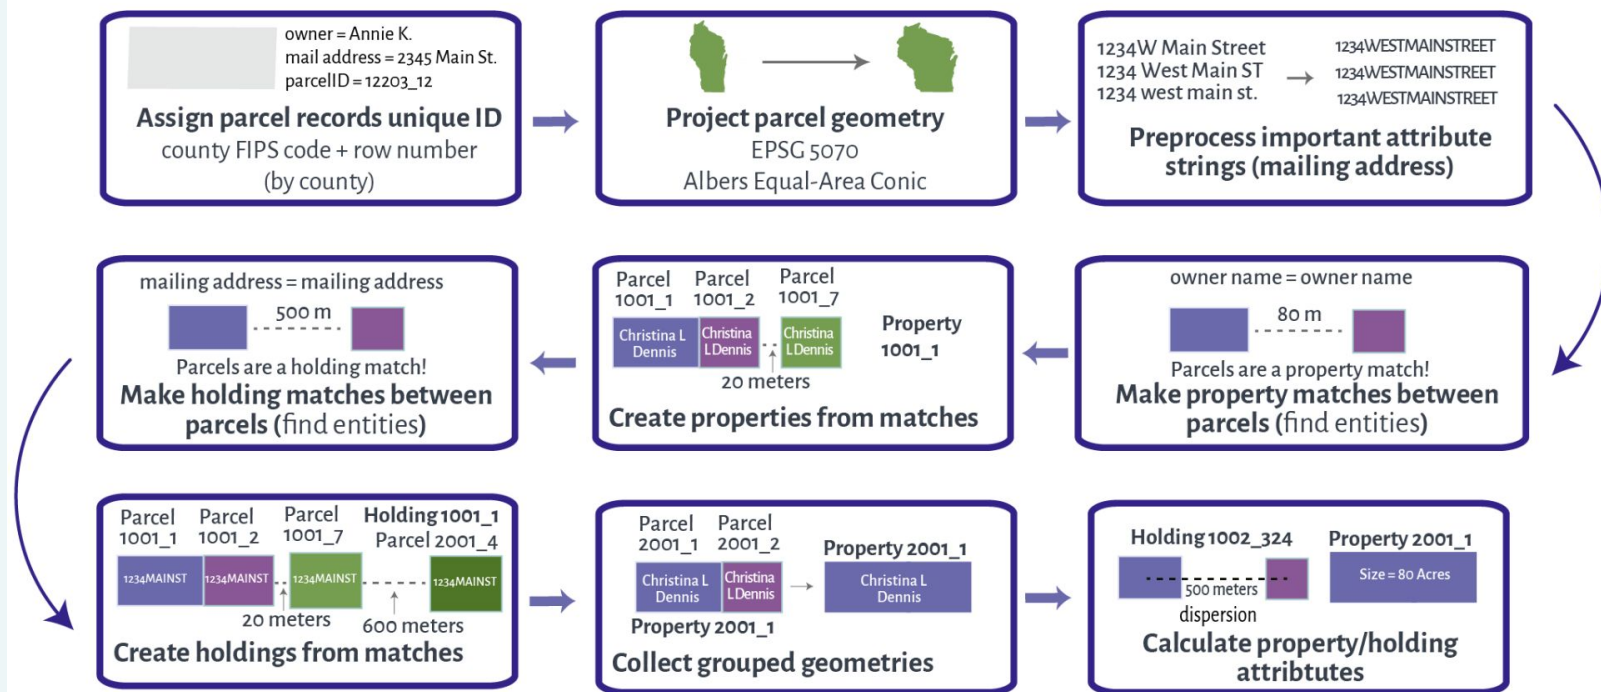 owner = Annie K.
mail address = 2345 Main St.
parcelID = 12203_12
Assign parcel records unique ID
county FIPS code + row number
(by county)
Project parcel geometry
EPSG 5070
Albers Equal-Area Conic
1234W Main Street
1234 West Main ST
1234 west main st.
1234WESTMAINSTREET
1234WESTMAINSTREET
1234WESTMAINSTREET
Preprocess important attribute
strings (mailing address)
owner name = owner name
80 m
Parcels are a property match!
Make property matches between
parcels (find entities)
Parcel
1001_1
Parcel
1001_2
Parcel
1001_7
Christina L
Dennis
Christina
L Dennis
Christina
L Dennis
Property
1001_1
20 meters
Create properties from matches
mailing address = mailing address
500 m
Parcels are a holding match!
Make holding matches between
parcels (find entities)
Parcel
1001_1
Parcel
1001_2
Parcel
1001_7
Holding 1001_1
Parcel 2001_4
1234MAINST
1234MAINST
1234MAINST
1234MAINST
20 meters
600 meters
Create holdings from matches
Parcel
2001_1
Parcel
2001_2
Property 2001_1
Christina L
Dennis
Christina
L Dennis
Christina L
Dennis
Property 2001_1
Collect grouped geometries
Holding 1002_324
Property 2001_1
500 meters
dispersion
Size = 80 Acres
Calculate property/holding
attribtutes